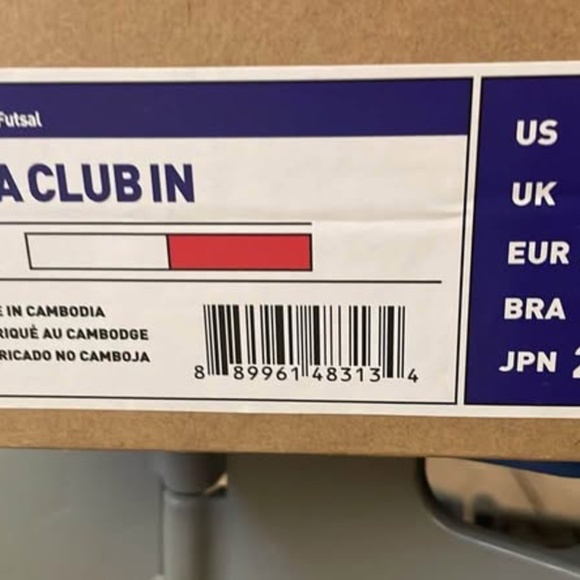 Futsal
A CLUB IN
E IN CAMBODIA
RIQUÉ AU CAMBODGE
RICADO NO CAMBOJA
8 89961 48313 4
US
UK
EUR
BRA
JPN 2